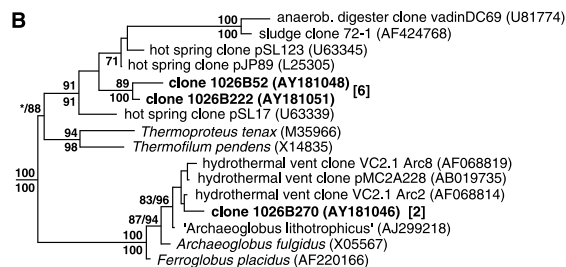 B
100 anaerob. digester clone vadinDC69 (U81774)
100 sludge clone 72-1 (AF424768)
hot spring clone pSL123 (U63345)
71 hot spring clone pJP89 (L25305)
91 89 clone 1026B52 (AY181048) [6]
*/88 91 100 clone 1026B222 (AY181051)
hot spring clone pSL17 (U63339)
94 Thermoproteus tenax (M35966)
98 Thermofilum pendens (X14835)
100 hydrothermal vent clone VC2.1 Arc8 (AF068819)
100 hydrothermal vent clone pMC2A228 (AB019735)
83/96 hydrothermal vent clone VC2.1 Arc2 (AF068814)
clone 1026B270 (AY181046) [2]
87/94 'Archaeoglobus lithotrophicus' (AJ299218)
100 Archaeoglobus fulgidus (X05567)
100 Ferroglobus placidus (AF220166)